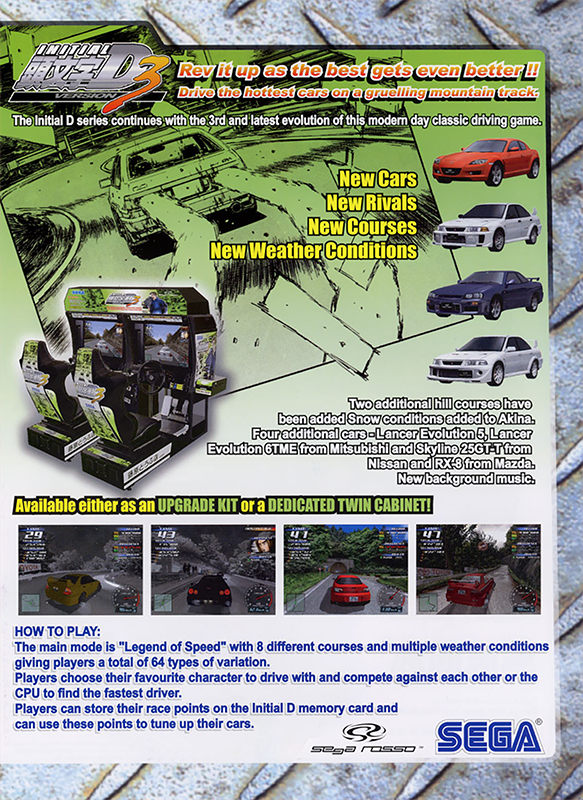 INITIAL
頭文字D3
VERSION
Rev it up as the best gets even better !!
Drive the hottest cars on a gruelling mountain track.
The Initial D series continues with the 3rd and latest evolution of this modern day classic driving game.
New Cars
New Rivals
New Courses
New Weather Conditions
Two additional hill courses have
been added Snow conditions added to Akina.
Four additional cars - Lancer Evolution 5, Lancer
Evolution 6TME from Mitsubishi and Skyline 25GT-T from
Nissan and RX-8 from Mazda.
New background music.
Available either as an UPGRADE KIT or a DEDICATED TWIN CABINET!
29
43
41
47
HOW TO PLAY:
The main mode is "Legend of Speed" with 8 different courses and multiple weather conditions
giving players a total of 64 types of variation.
Players choose their favourite character to drive with and compete against each other or the
CPU to find the fastest driver.
Players can store their race points on the Initial D memory card and
can use these points to tune up their cars.
sega rosso™
SEGA®